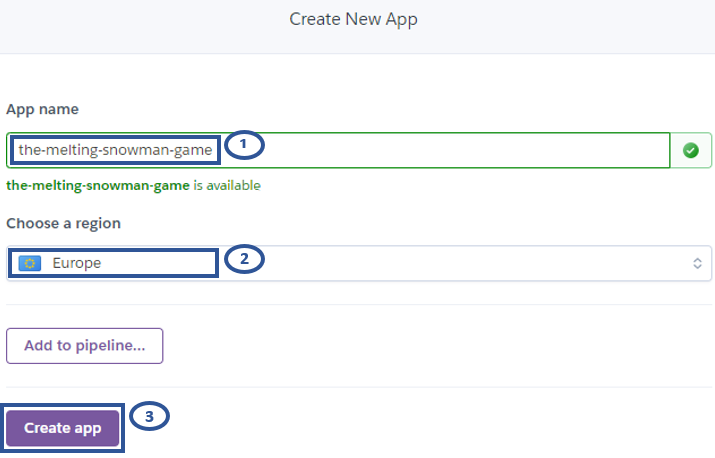 Create New App
App name
the-melting-snowman-game 1
the-melting-snowman-game is available
Choose a region
Europe 2
Add to pipeline...
Create app 3